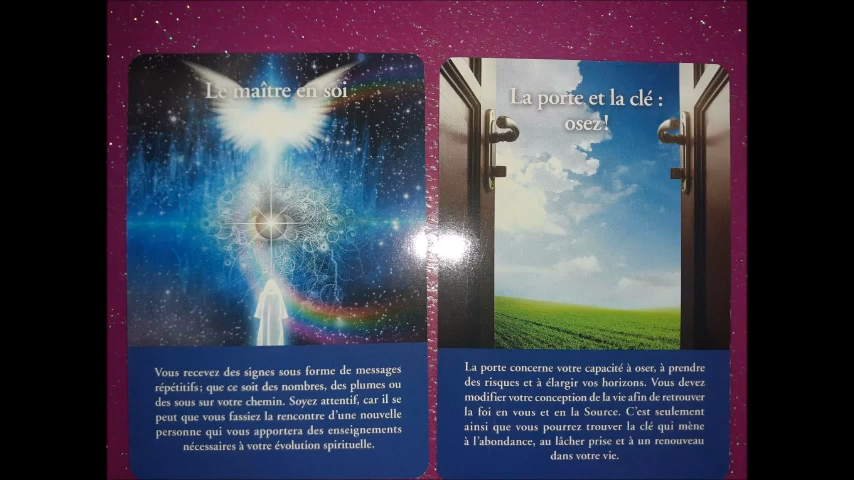 Le maître en soi
Vous recevez des signes sous forme de messages
répétitifs; que ce soit des nombres, des plumes ou
des sous sur votre chemin. Soyez attentif, car il se
peut que vous fassiez la rencontre d'une nouvelle
personne qui vous apportera des enseignements
nécessaires à votre évolution spirituelle.
La porte et la clé :
osez!
La porte concerne votre capacité à oser, à prendre
des risques et à élargir vos horizons. Vous devez
modifier votre conception de la vie afin de retrouver
la foi en vous et en la Source. C'est seulement
ainsi que vous pourrez trouver la clé qui mène
à l'abondance, au lâcher prise et à un renouveau
dans votre vie.